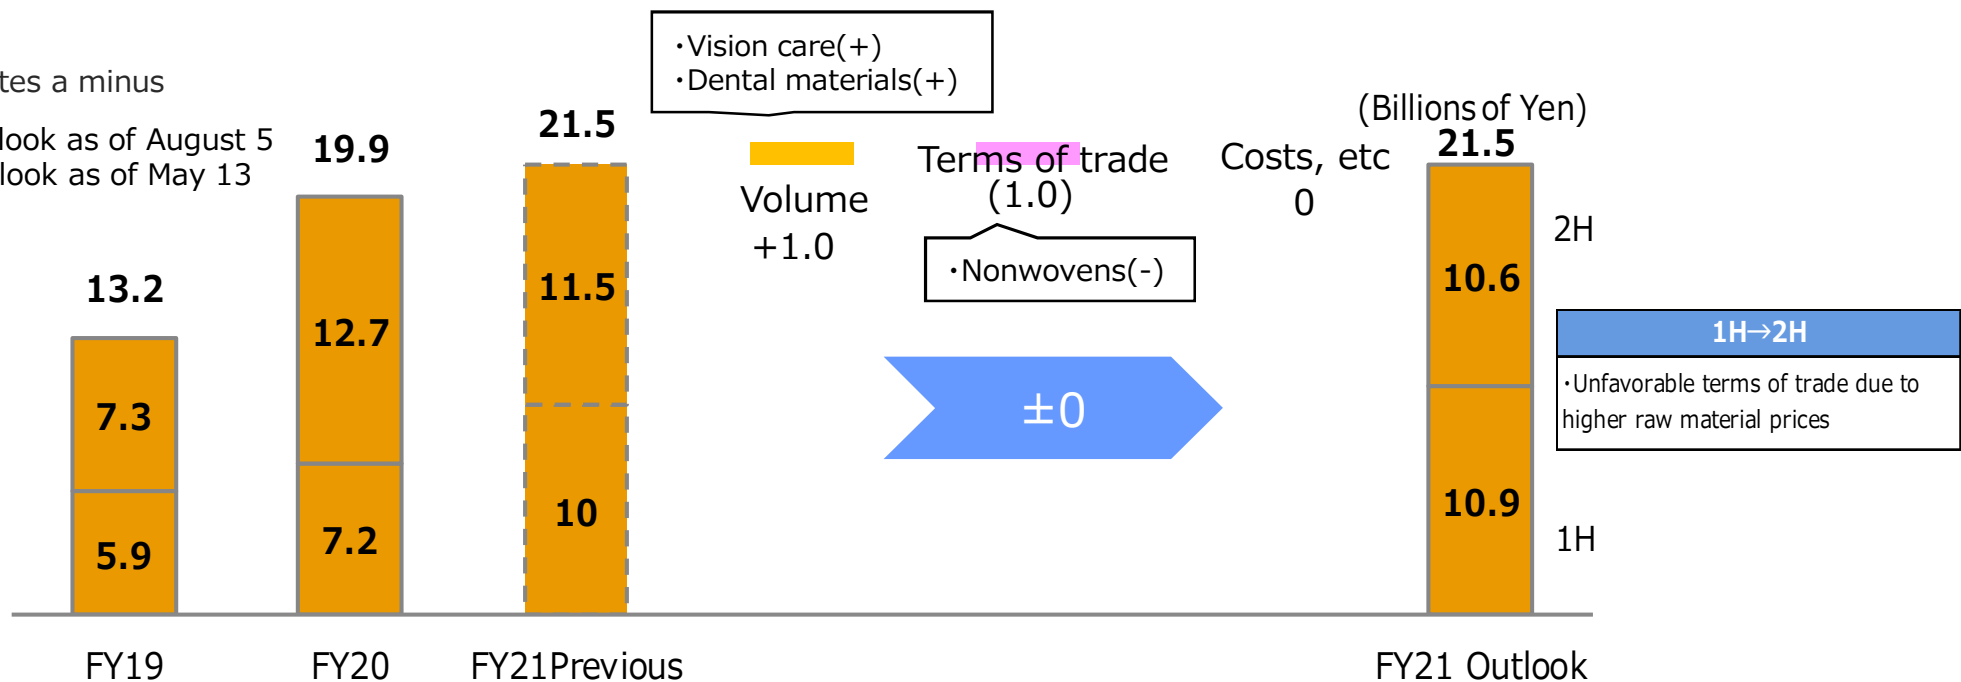 ・Vision care(+)
・Dental materials(+)
tes a minus
look as of August 5
look as of May 13
(Billions of Yen)
13.2
19.9
21.5
21.5
Volume
+1.0
Terms of trade
(1.0)
Costs, etc
0
・Nonwovens(-)
7.3
5.9
12.7
7.2
11.5
10
±0
10.6
10.9
2H
1H
1H→2H
・Unfavorable terms of trade due to
higher raw material prices
FY19
FY20
FY21Previous
FY21 Outlook